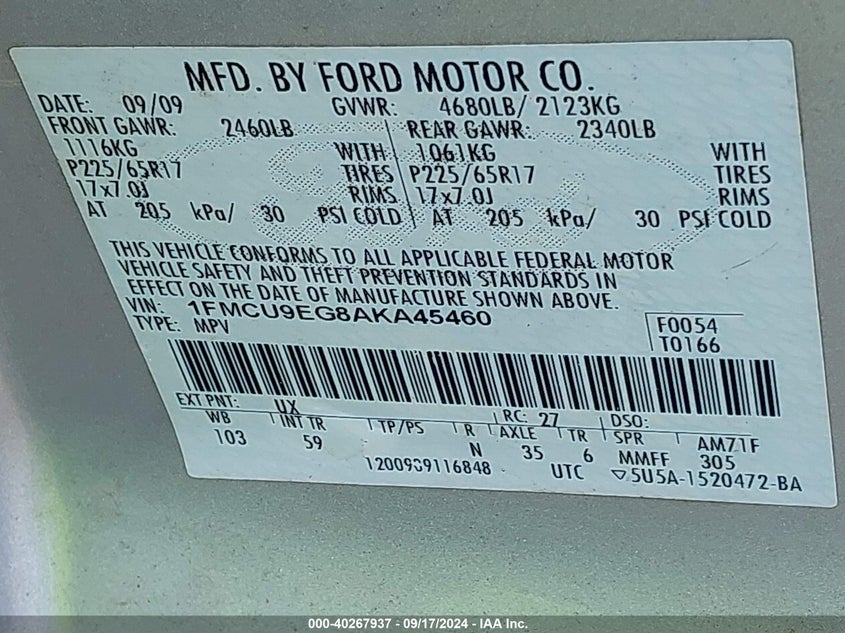 MFD. BY FORD MOTOR CO.
DATE: 09/09 GVWR: 4680LB/ 2123KG
FRONT GAWR: 2460LB REAR GAWR: 2340LB
1116KG WITH 1061KG WITH
P225/65R17 TIRES P225/65R17 TIRES
17x7.0J RIMS 17x7.0J RIMS
AT 205 kPa/ 30 PSI COLD AT 205 kPa/ 30 PSI COLD
THIS VEHICLE CONFORMS TO ALL APPLICABLE FEDERAL MOTOR
VEHICLE SAFETY AND THEFT PREVENTION STANDARDS IN
EFFECT ON THE DATE OF MANUFACTURE SHOWN ABOVE.
VIN: 1FMCU9EG8AKA45460
TYPE: MPV
F0054
T0166
EXT PNT: UX RC: 27 DSO:
WB INT TR TP/PS R AXLE TR SPR AM71F
103 59 N 35 6 MMFF 305
1200909116848 UTC ▽5U5A-1520472-BA
000-40267937 - 09/17/2024 - IAA Inc.